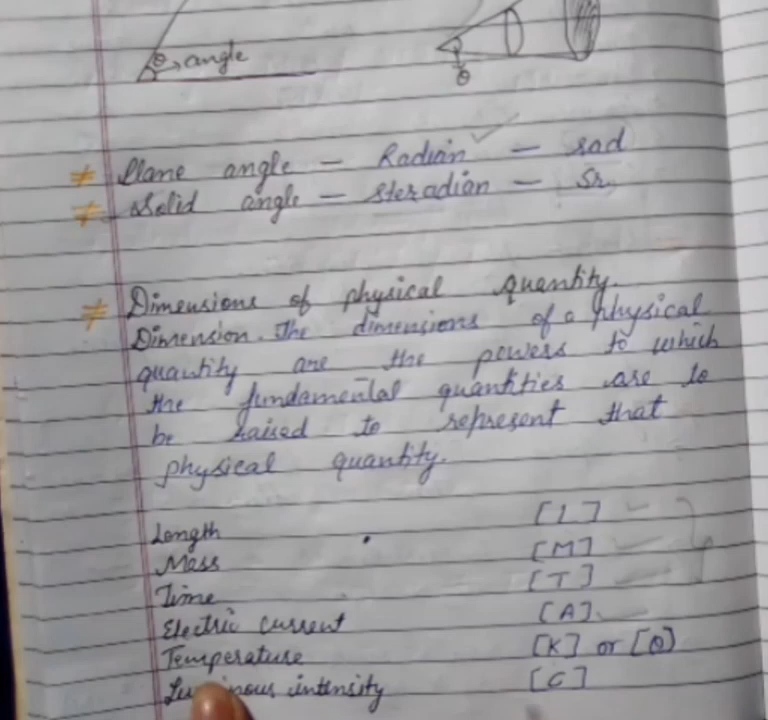 θ → angle
θ
≠ Plane angle – Radian – rad
≠ Solid angle – steradian – Sr.
≠ Dimensions of physical quantity.
Dimension. The dimensions of a physical
quantity are the powers to which
the fundamental quantities are to
be raised to represent that
physical quantity.
Length [L]
Mass [M]
Time [T]
Electric current [A]
Temperature [K] or [θ]
intensity [C]